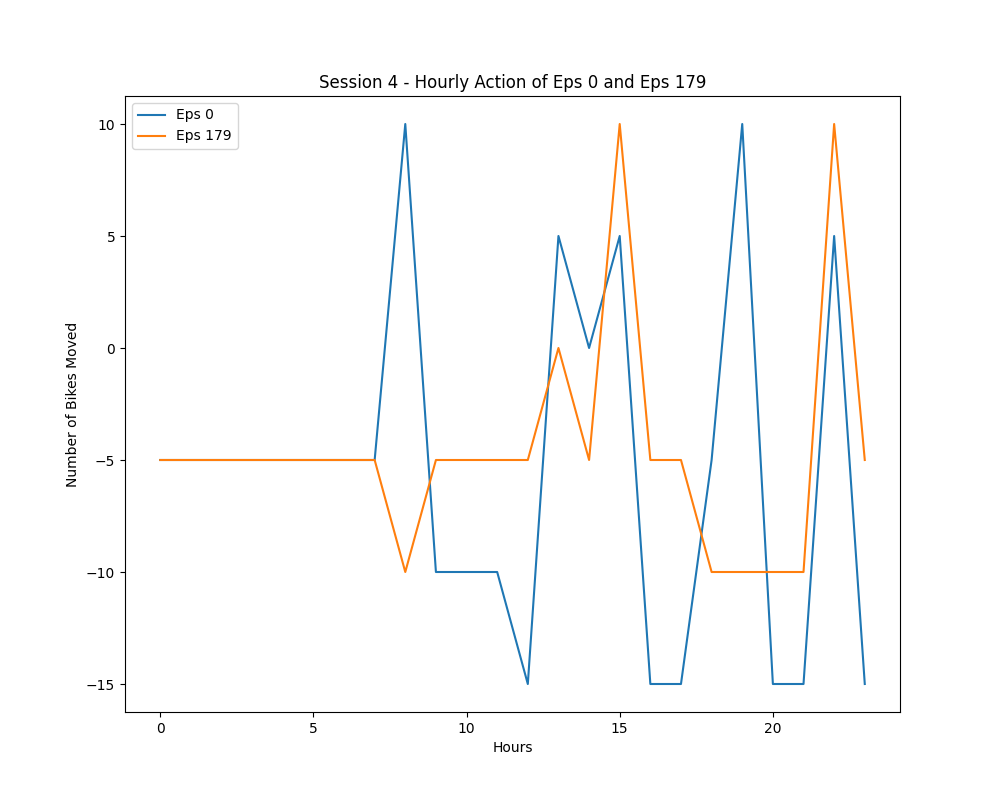 Session 4 - Hourly Action of Eps 0 and Eps 179
Eps 0
Eps 179
10
5
0
−5
−10
−15
Number of Bikes Moved
0 5 10 15 20
Hours